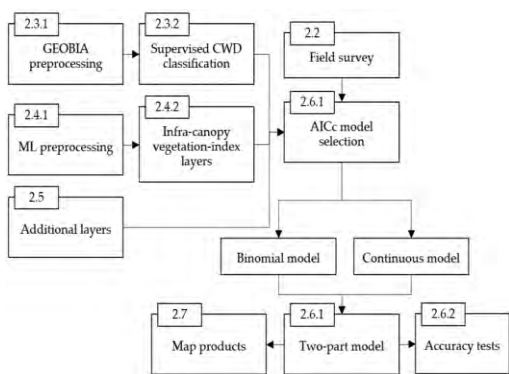 2.3.1
GEOBIA
preprocessing
2.3.2
Supervised CWD
classification
2.2
Field survey
2.4.1
ML preprocessing
2.4.2
Infra-canopy
vegetation-index
layers
2.6.1
AICc model
selection
2.5
Additional layers
Binomial model
Continuous model
2.7
Map products
2.6.1
Two-part model
2.6.2
Accuracy tests